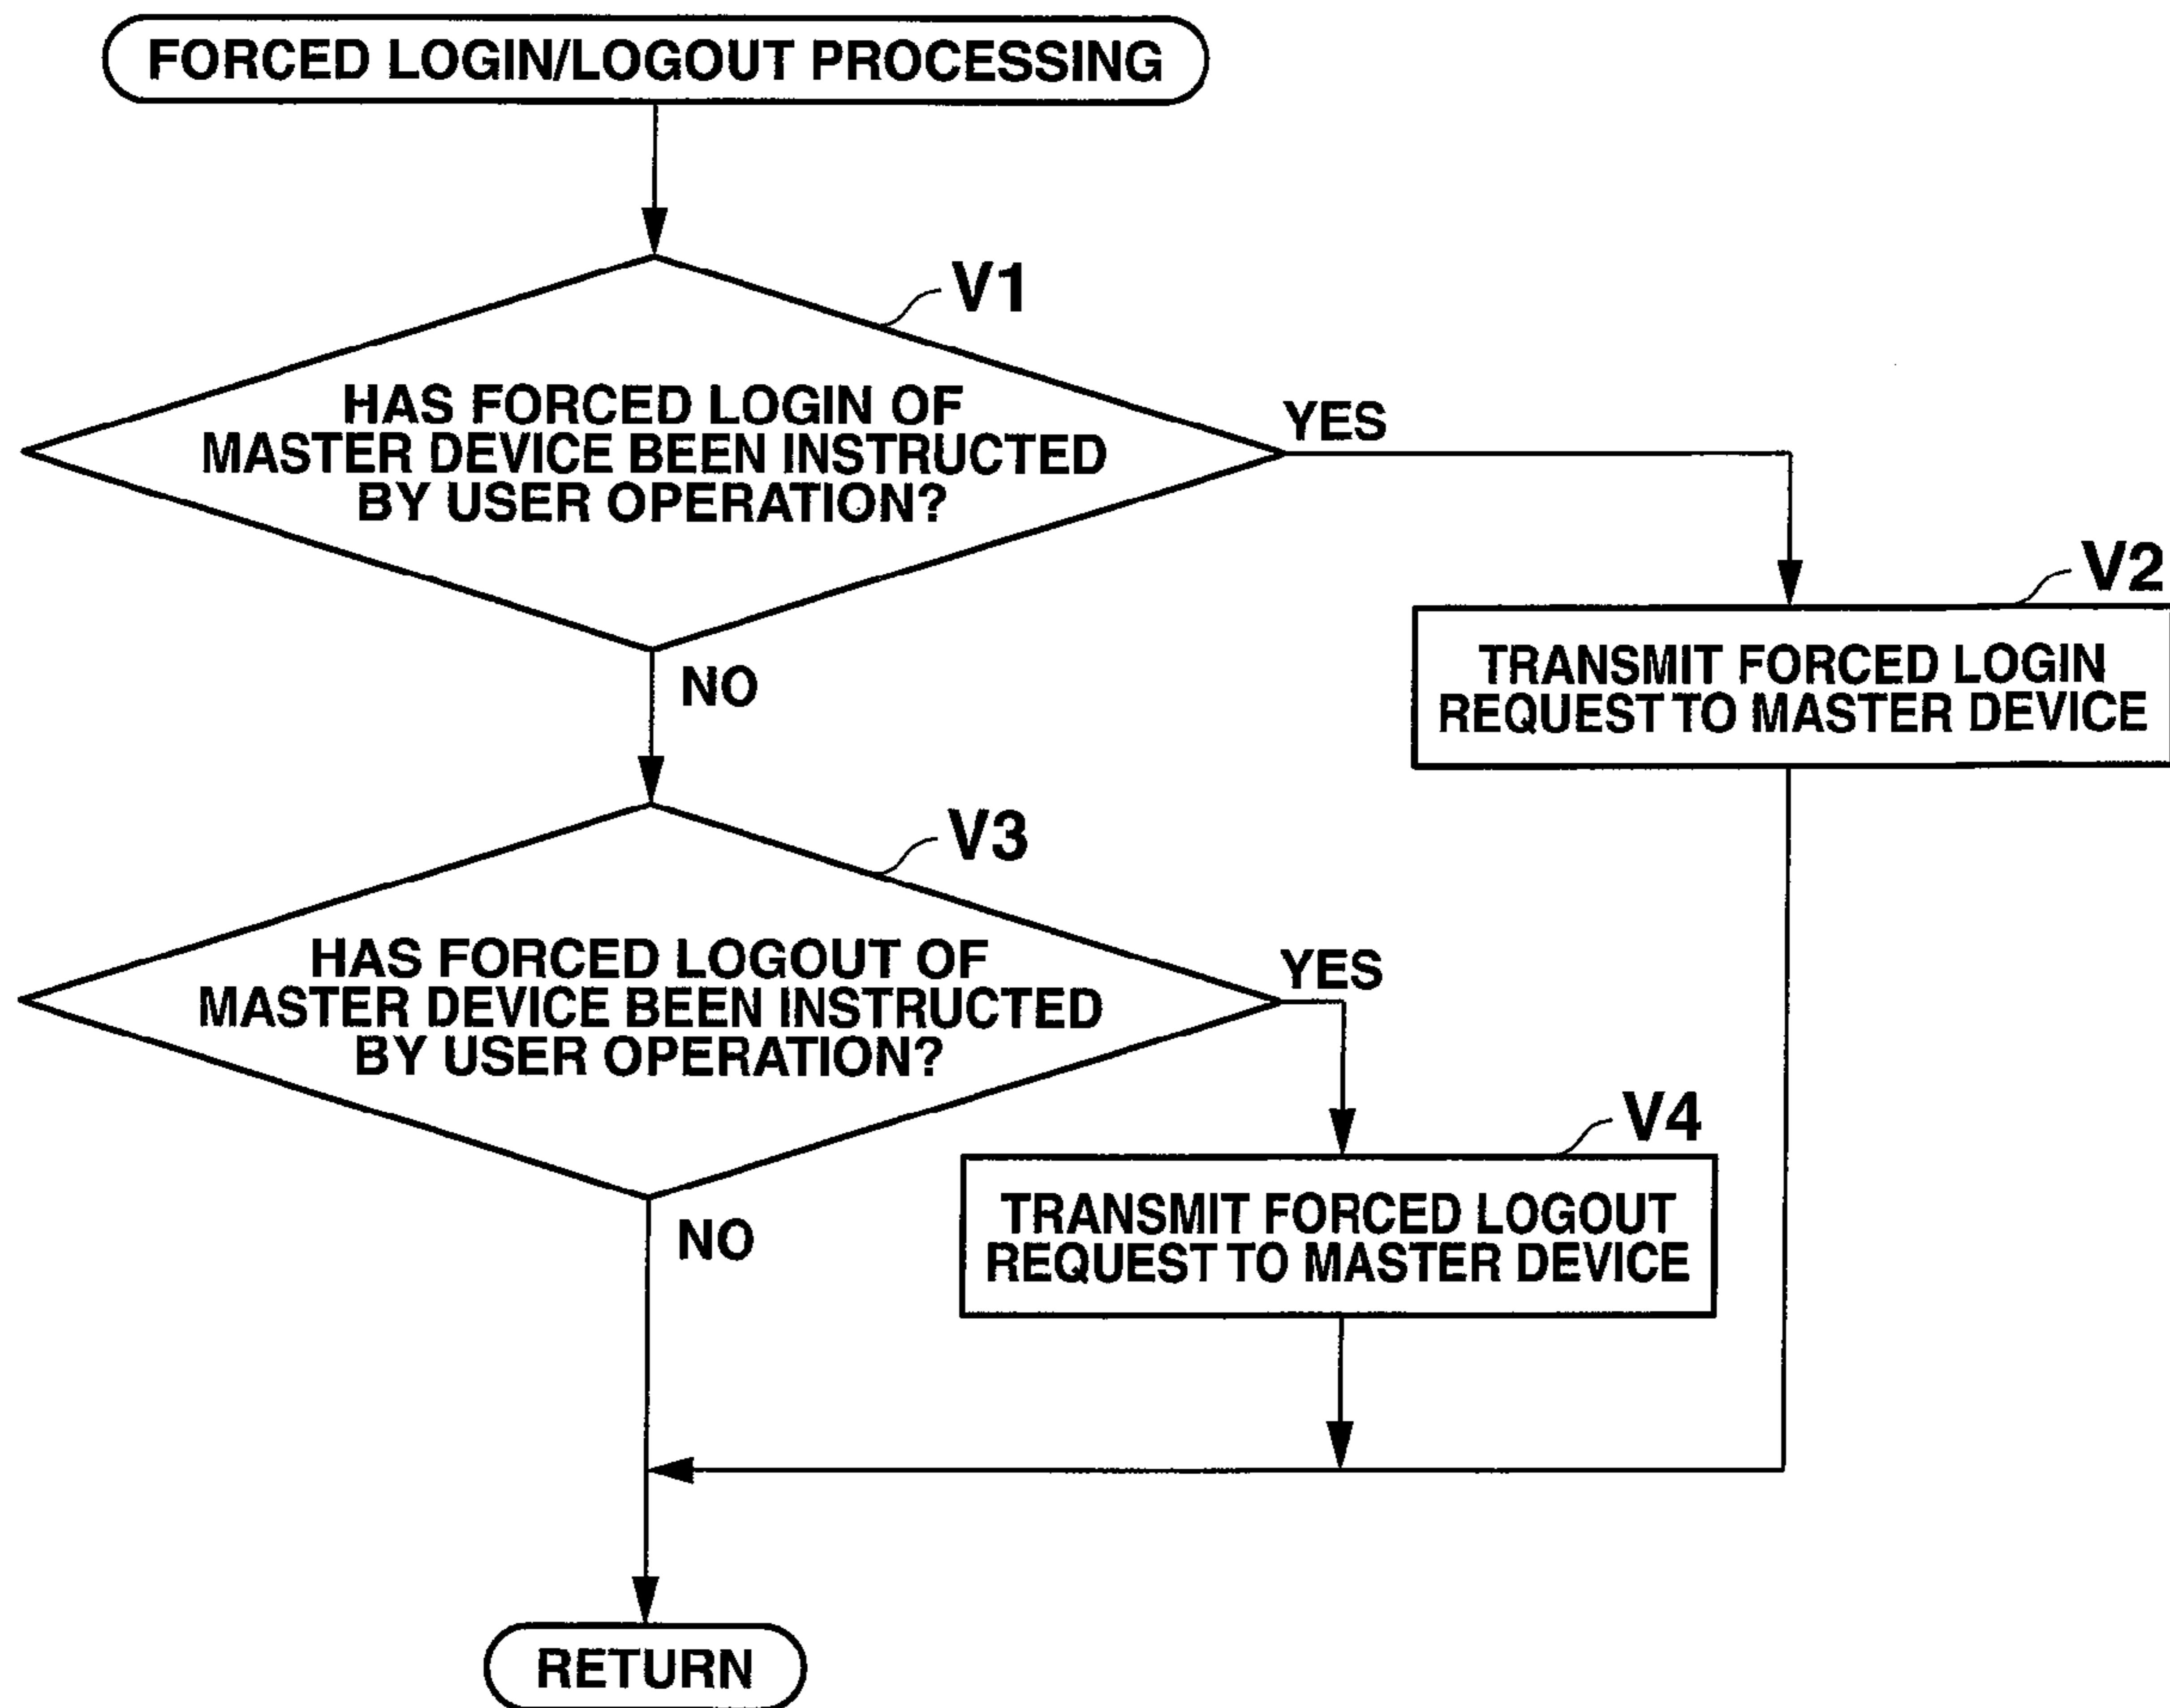 FORCED LOGIN/LOGOUT PROCESSING
V1
HAS FORCED LOGIN OF
MASTER DEVICE BEEN INSTRUCTED
BY USER OPERATION?
YES
V2
TRANSMIT FORCED LOGIN
REQUEST TO MASTER DEVICE
NO
V3
HAS FORCED LOGOUT OF
MASTER DEVICE BEEN INSTRUCTED
BY USER OPERATION?
YES
V4
TRANSMIT FORCED LOGOUT
REQUEST TO MASTER DEVICE
NO
RETURN